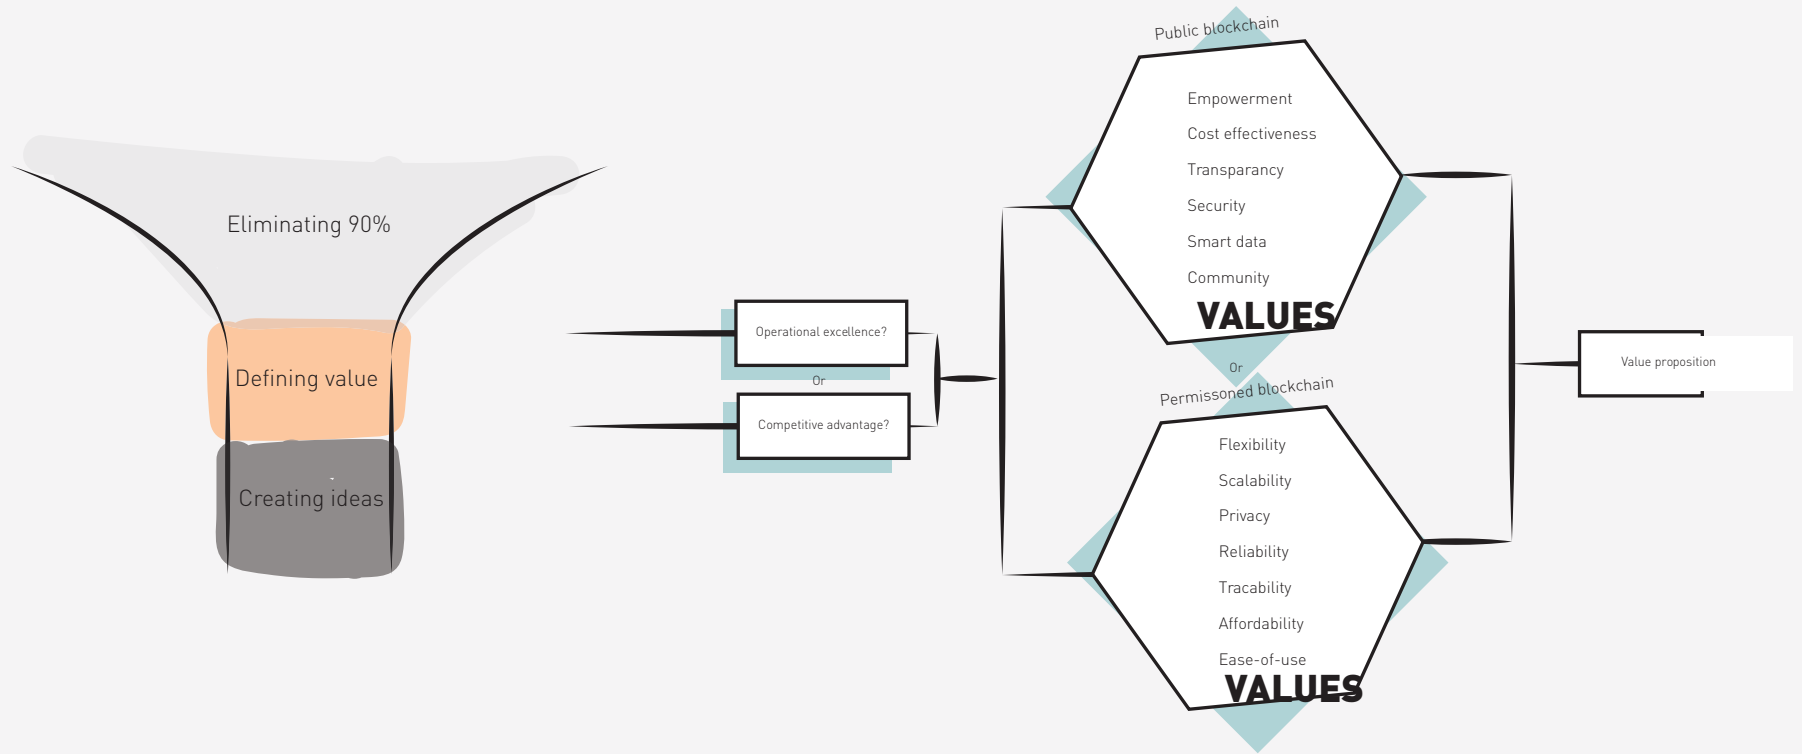 Eliminating 90%
Defining value
Creating ideas
Operational excellence?
Or
Competitive advantage?
Public blockchain
Empowerment
Cost effectiveness
Transparancy
Security
Smart data
Community
VALUES
Or
Permissoned blockchain
Flexibility
Scalability
Privacy
Reliability
Tracability
Affordability
Ease-of-use
VALUES
Value proposition